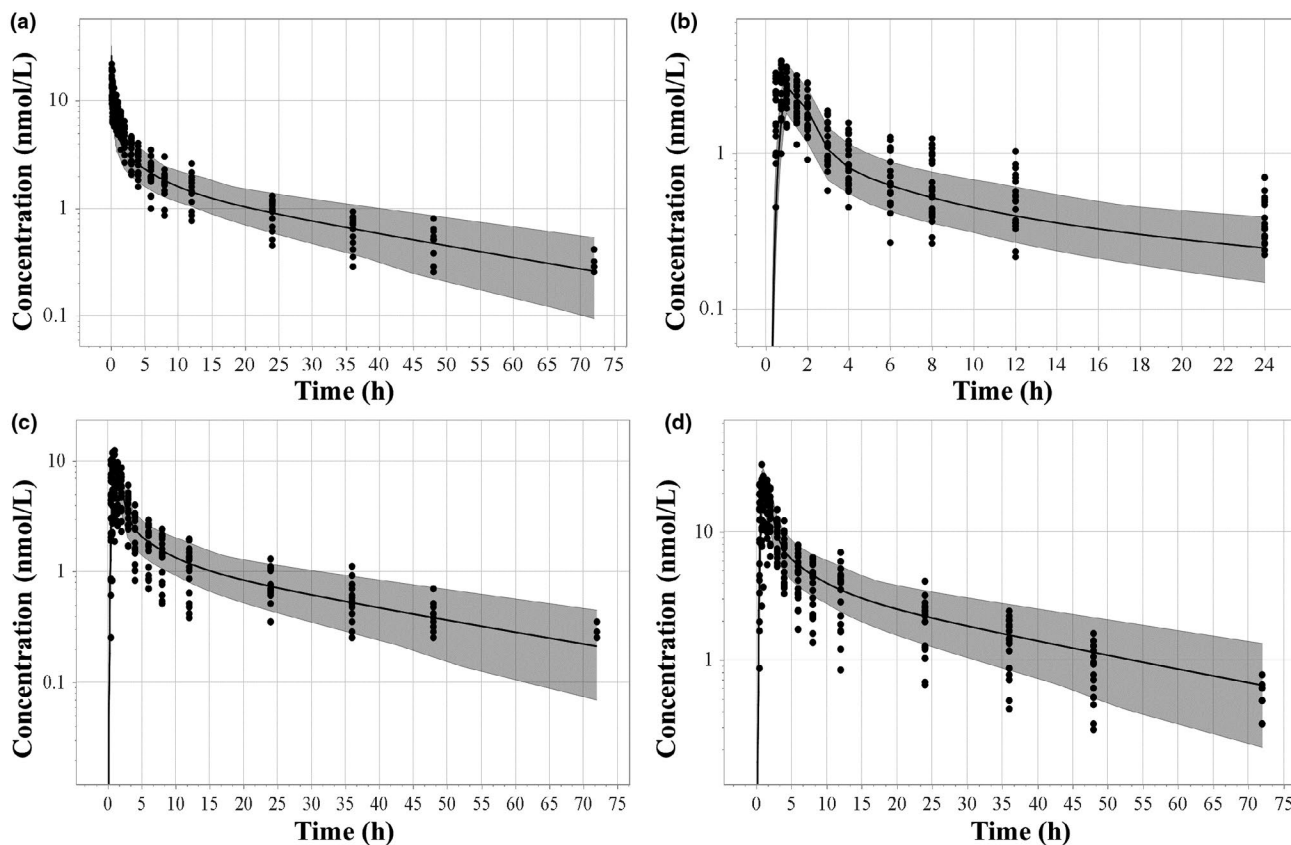 (a)
Concentration (nmol/L)
10
1
0.1
0 5 10 15 20 25 30 35 40 45 50 55 60 65 70 75
Time (h)
(b)
Concentration (nmol/L)
1
0.1
0 2 4 6 8 10 12 14 16 18 20 22 24
Time (h)
(c)
Concentration (nmol/L)
10
1
0.1
0 5 10 15 20 25 30 35 40 45 50 55 60 65 70 75
Time (h)
(d)
Concentration (nmol/L)
10
1
0 5 10 15 20 25 30 35 40 45 50 55 60 65 70 75
Time (h)